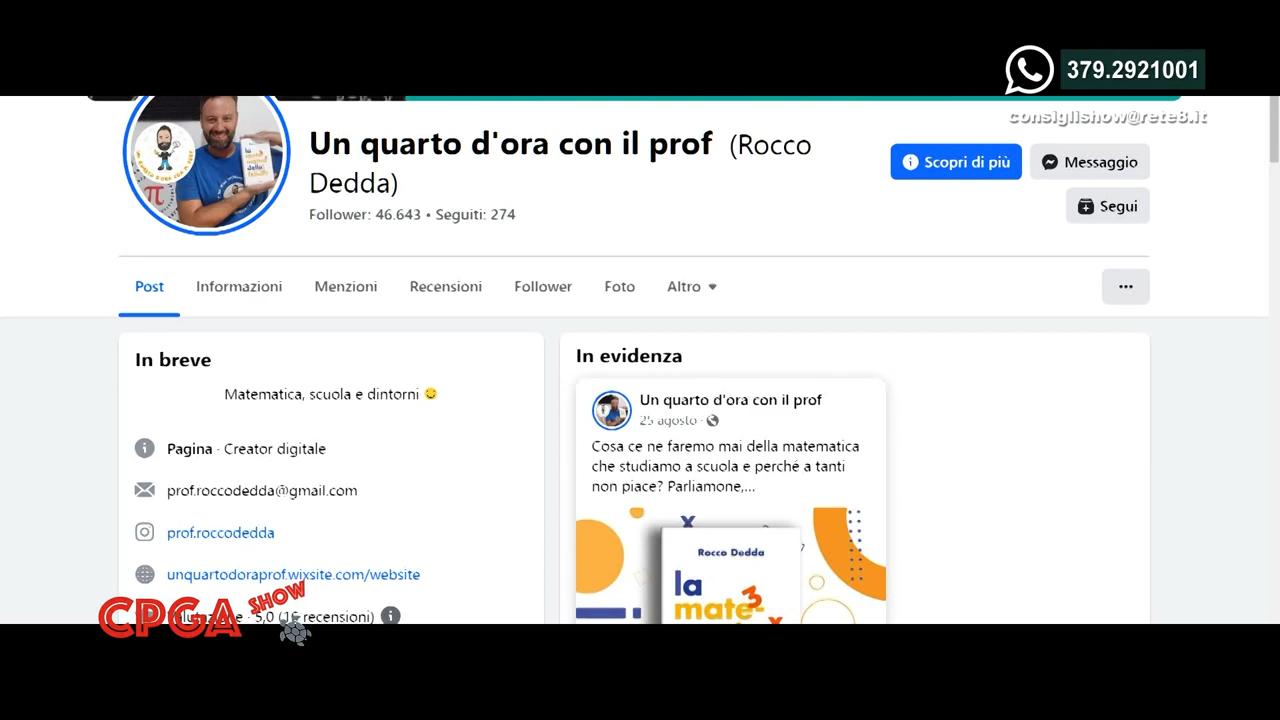 379.2921001
consiglishow@rete8.it
Un quarto d'ora con il prof (Rocco
Dedda)
Follower: 46.643 • Seguiti: 274
Scopri di più
Messaggio
Segui
Post Informazioni Menzioni Recensioni Follower Foto Altro
In breve
Matematica, scuola e dintorni
Pagina · Creator digitale
prof.roccodedda@gmail.com
prof.roccodedda
unquartodoraprof.wixsite.com/website
5,0 (16 recensioni)
CPGA SHOW
In evidenza
Un quarto d'ora con il prof
25 agosto ·
Cosa ce ne faremo mai della matematica
che studiamo a scuola e perché a tanti
non piace? Parliamone,...
Rocco Dedda
la
mate-